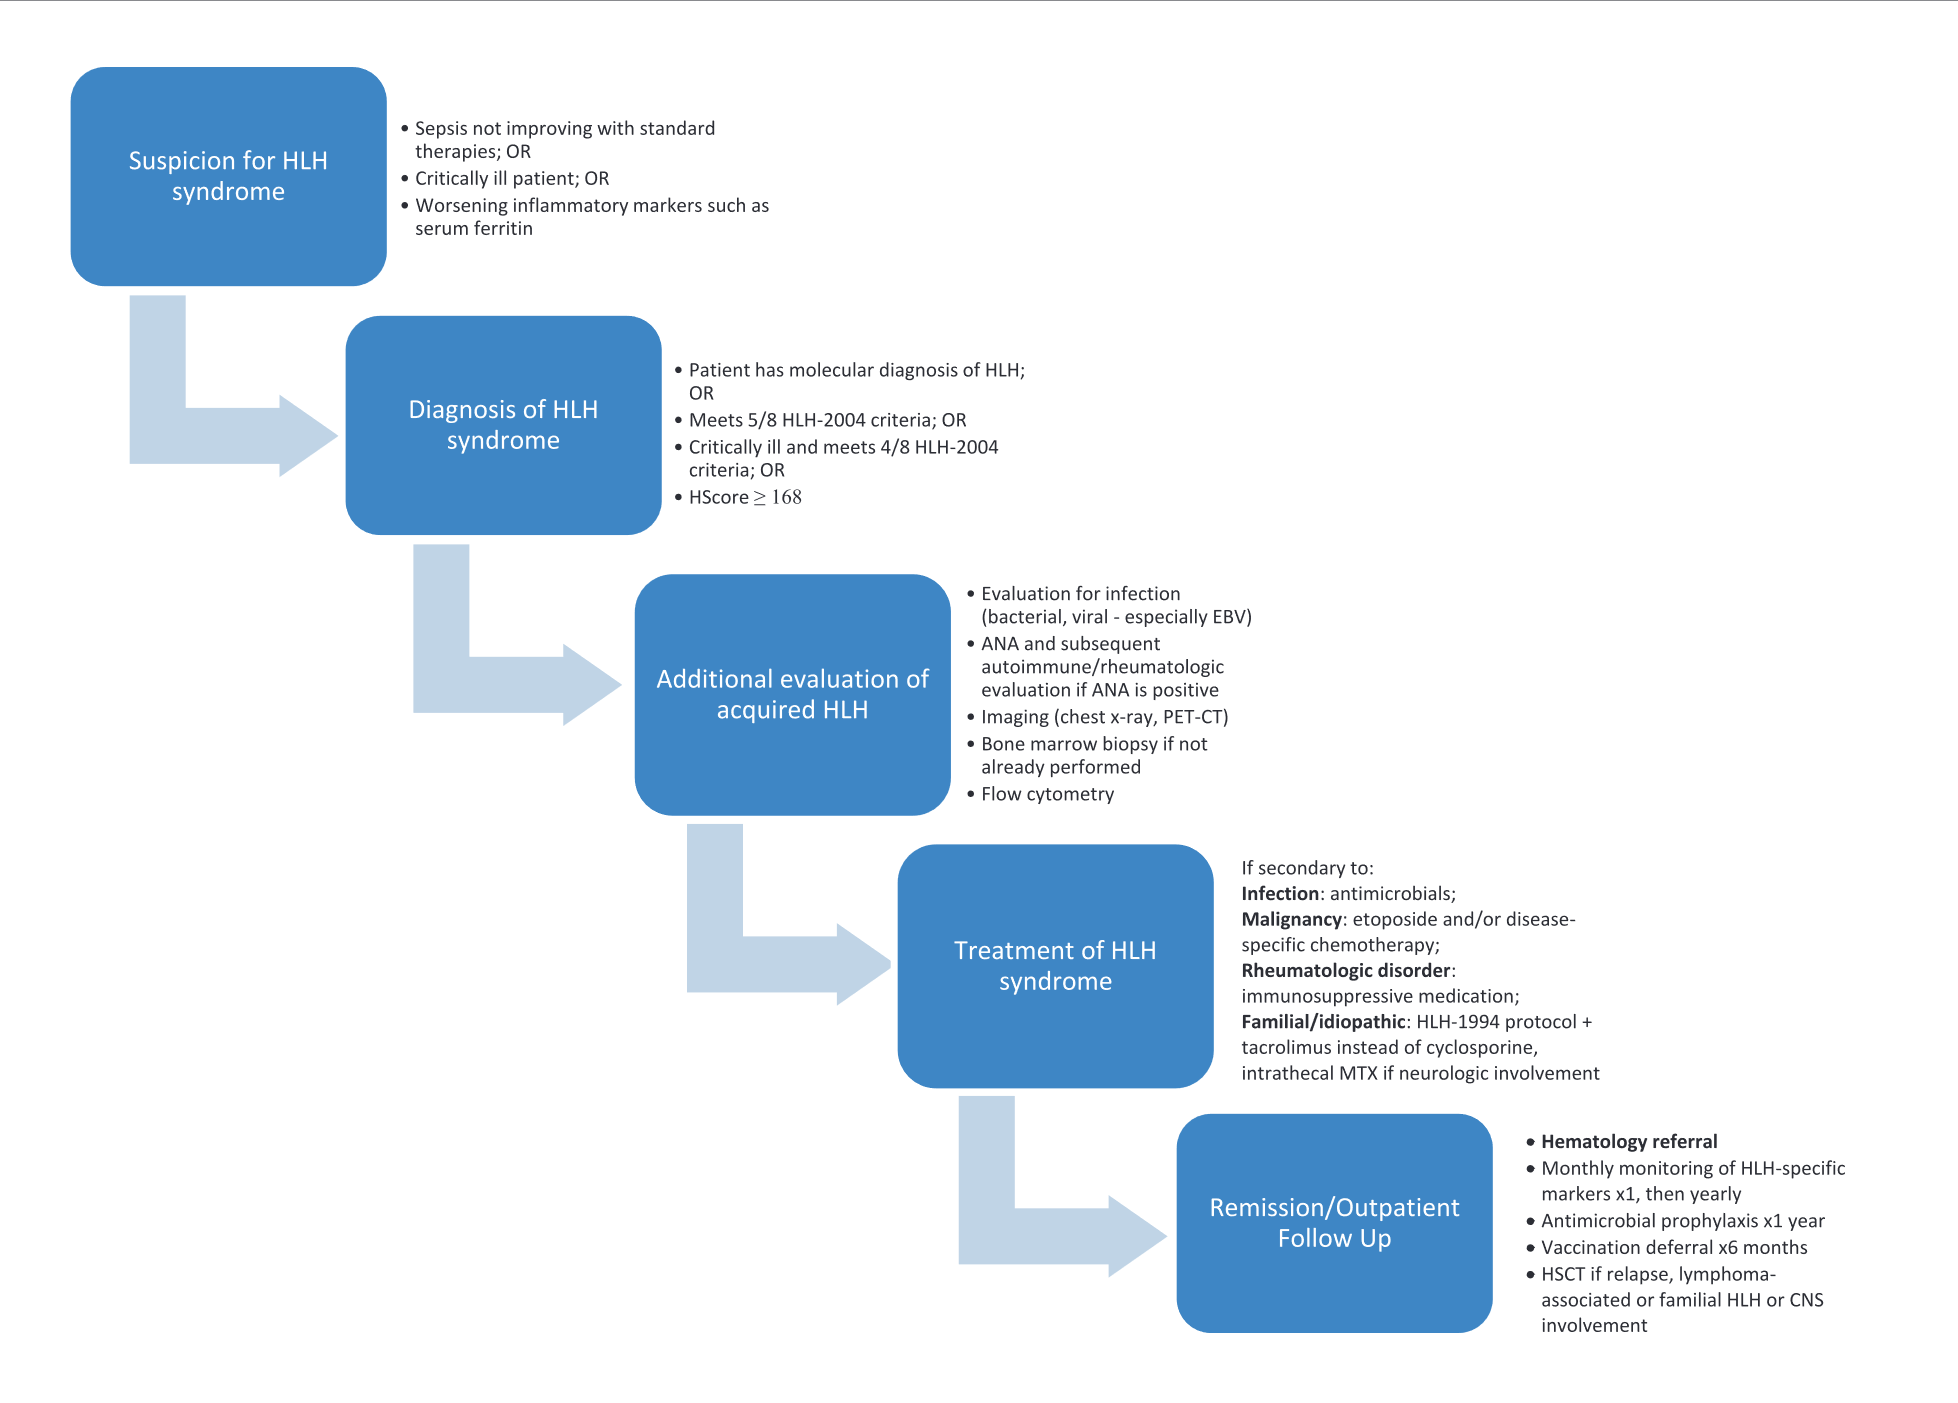 Suspicion for HLH
syndrome
• Sepsis not improving with standard
therapies; OR
• Critically ill patient; OR
• Worsening inflammatory markers such as
serum ferritin
Diagnosis of HLH
syndrome
• Patient has molecular diagnosis of HLH;
OR
• Meets 5/8 HLH-2004 criteria; OR
• Critically ill and meets 4/8 HLH-2004
criteria; OR
• HScore ≥ 168
Additional evaluation of
acquired HLH
• Evaluation for infection
(bacterial, viral - especially EBV)
• ANA and subsequent
autoimmune/rheumatologic
evaluation if ANA is positive
• Imaging (chest x-ray, PET-CT)
• Bone marrow biopsy if not
already performed
• Flow cytometry
Treatment of HLH
syndrome
If secondary to:
Infection: antimicrobials;
Malignancy: etoposide and/or disease-
specific chemotherapy;
Rheumatologic disorder:
immunosuppressive medication;
Familial/idiopathic: HLH-1994 protocol +
tacrolimus instead of cyclosporine,
intrathecal MTX if neurologic involvement
Remission/Outpatient
Follow Up
• Hematology referral
• Monthly monitoring of HLH-specific
markers x1, then yearly
• Antimicrobial prophylaxis x1 year
• Vaccination deferral x6 months
• HSCT if relapse, lymphoma-
associated or familial HLH or CNS
involvement